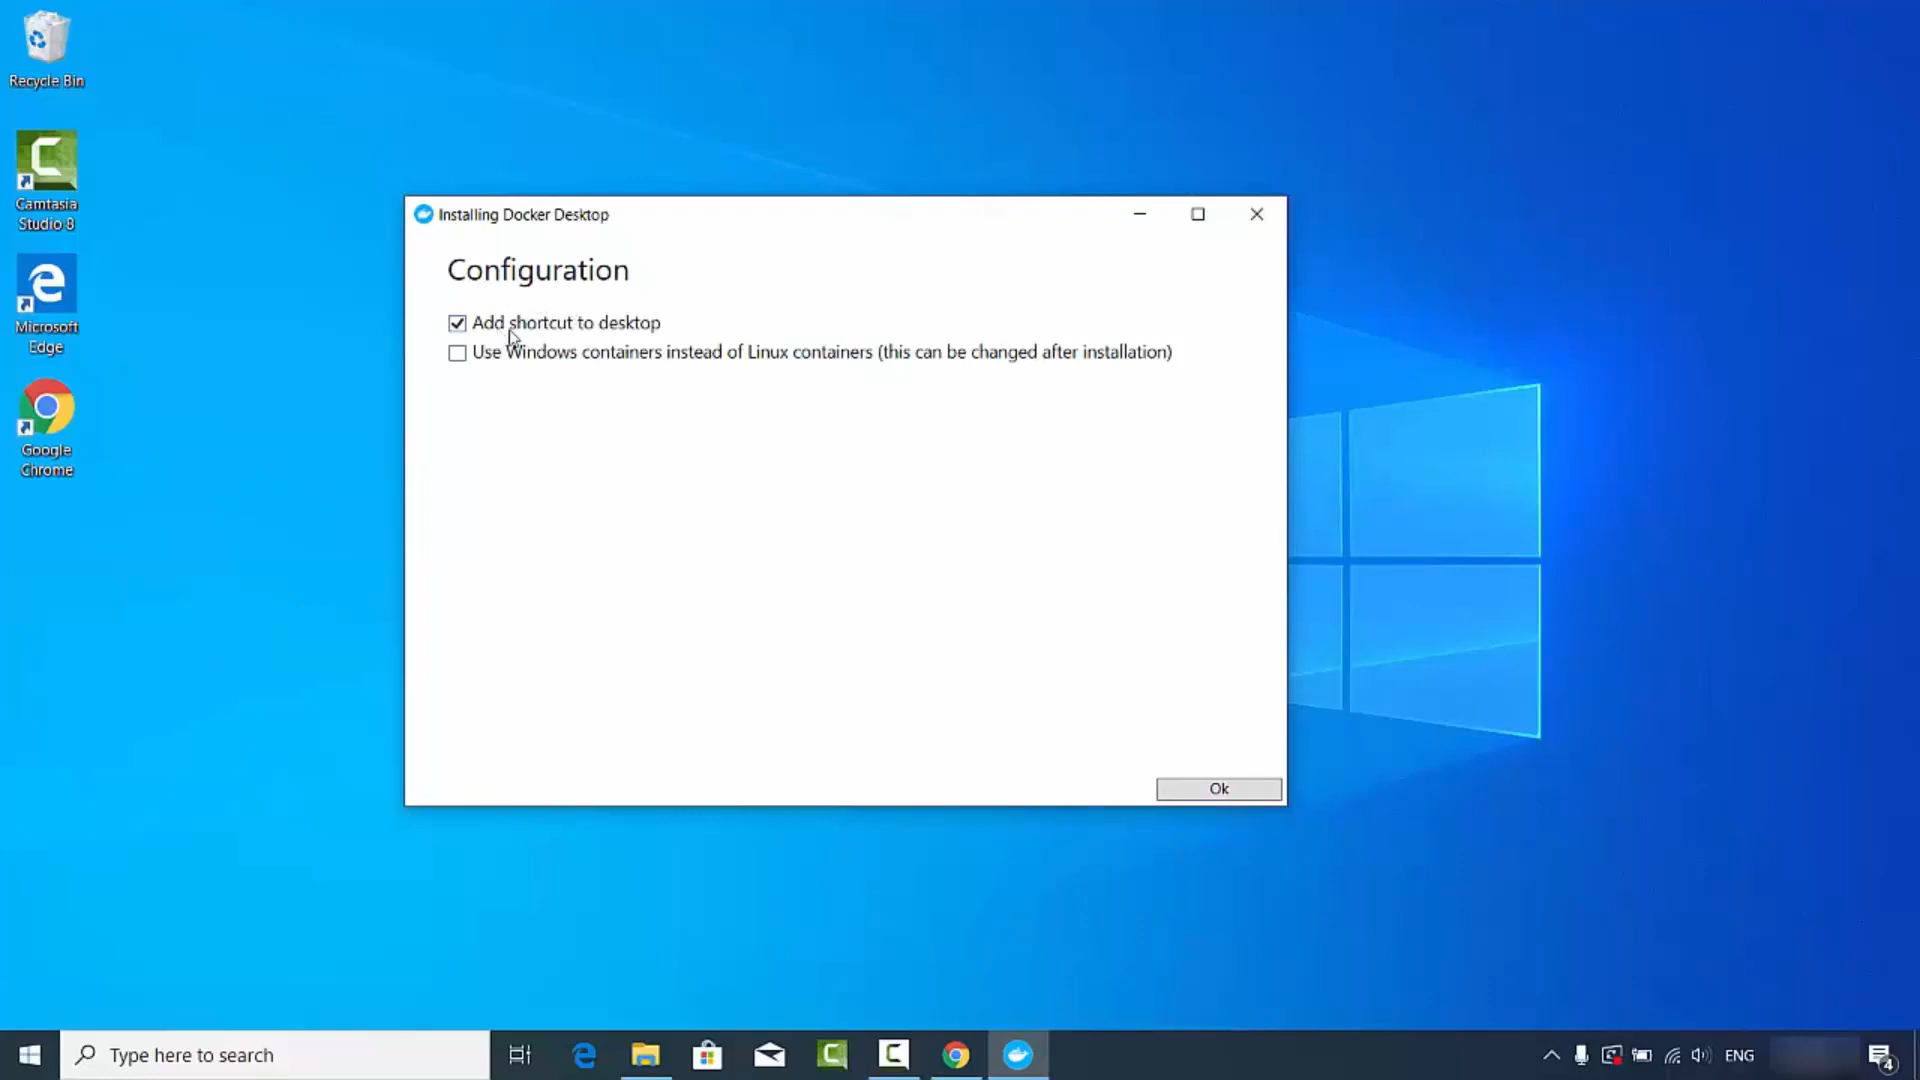 Recycle Bin
Camtasia
Studio 8
Microsoft
Edge
Google
Chrome
Installing Docker Desktop
Configuration
Add shortcut to desktop
Use Windows containers instead of Linux containers (this can be changed after installation)
Ok
Type here to search
ENG
4